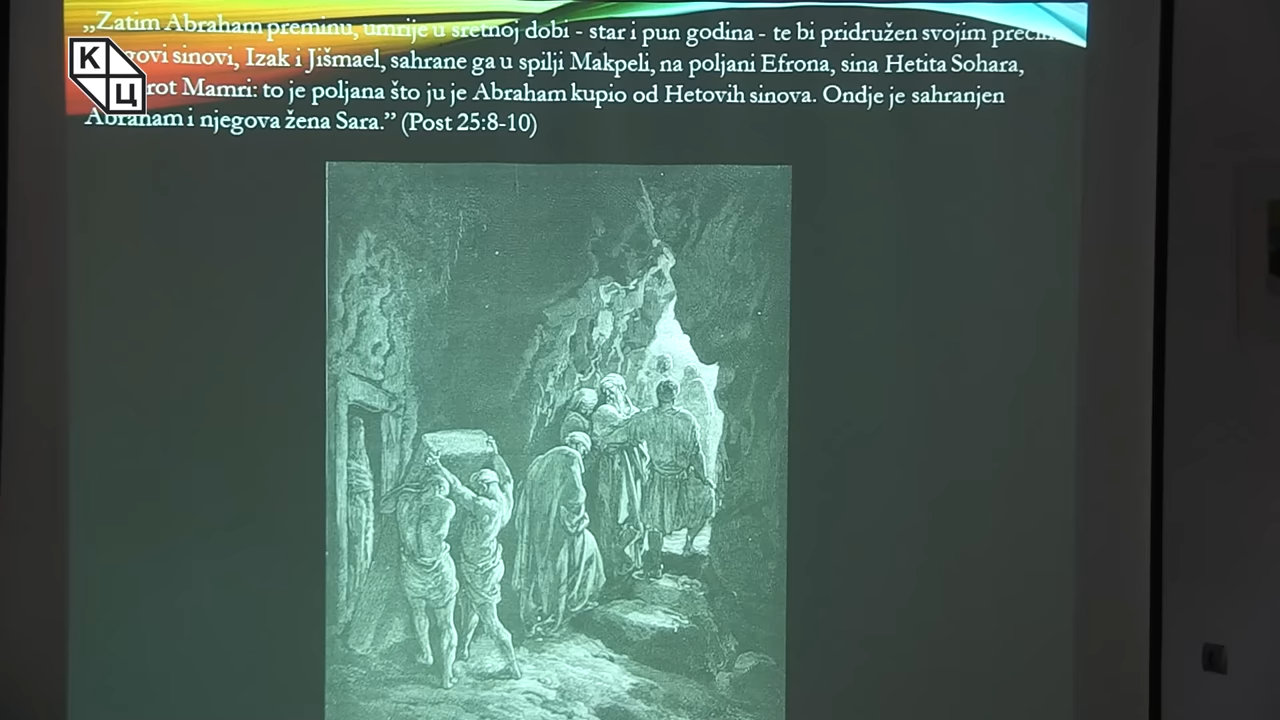 „Zatim Abraham preminu, umrije u sretnoj dobi - star i pun godina - te bi pridružen svojim
sinovi, Izak i Jišmael, sahrane ga u spilji Makpeli, na poljani Efrona, sina Hetita Sohara,
Mamri: to je poljana što ju je Abraham kupio od Hetovih sinova. Ondje je sahranjen
Abraham i njegova žena Sara.” (Post 25:8-10)
К
Ц